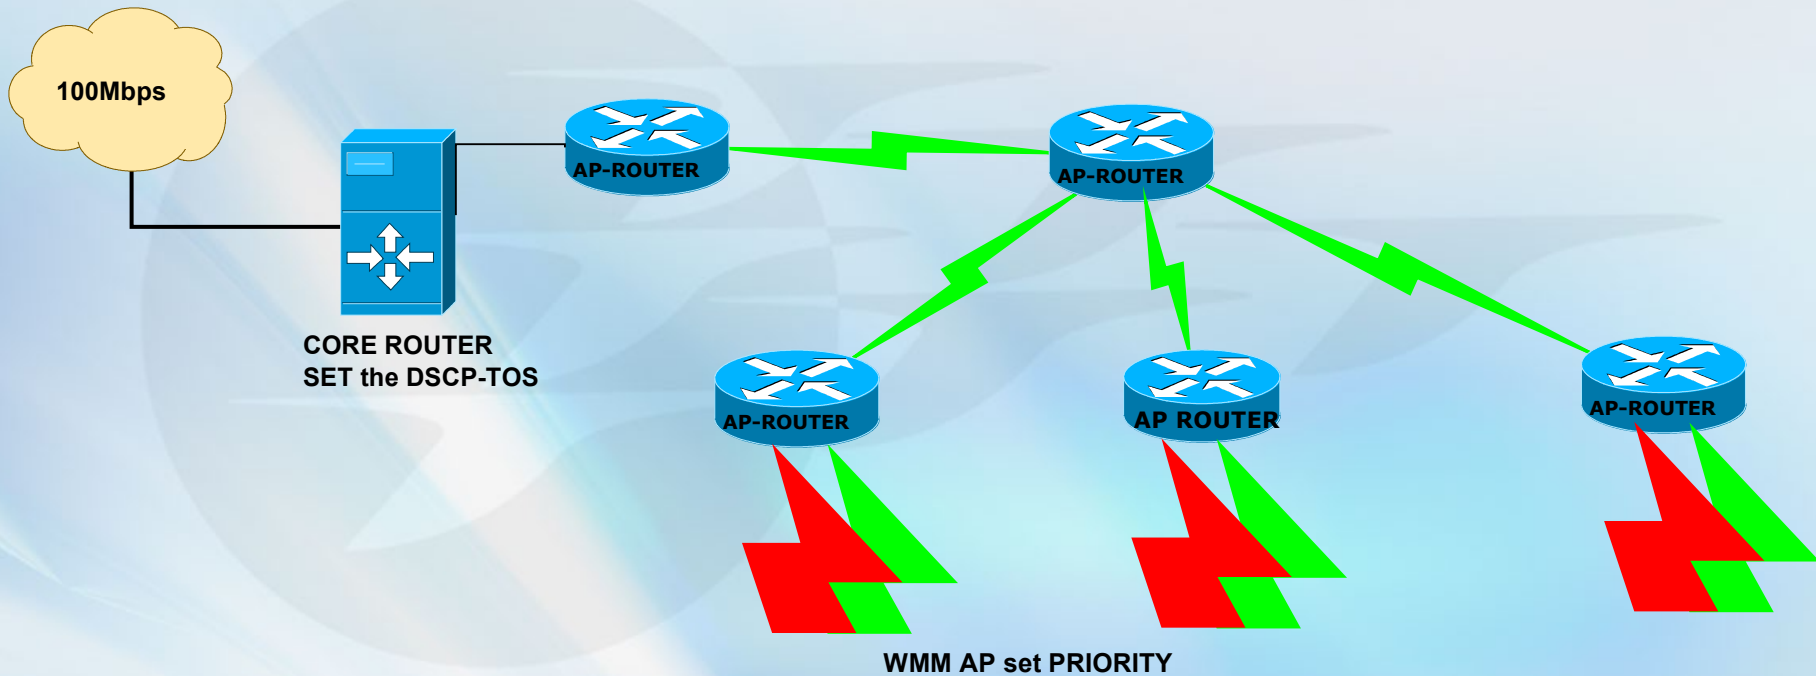 100Mbps
AP-ROUTER
AP-ROUTER
CORE ROUTER
SET the DSCP-TOS
AP-ROUTER
AP ROUTER
AP-ROUTER
WMM AP set PRIORITY